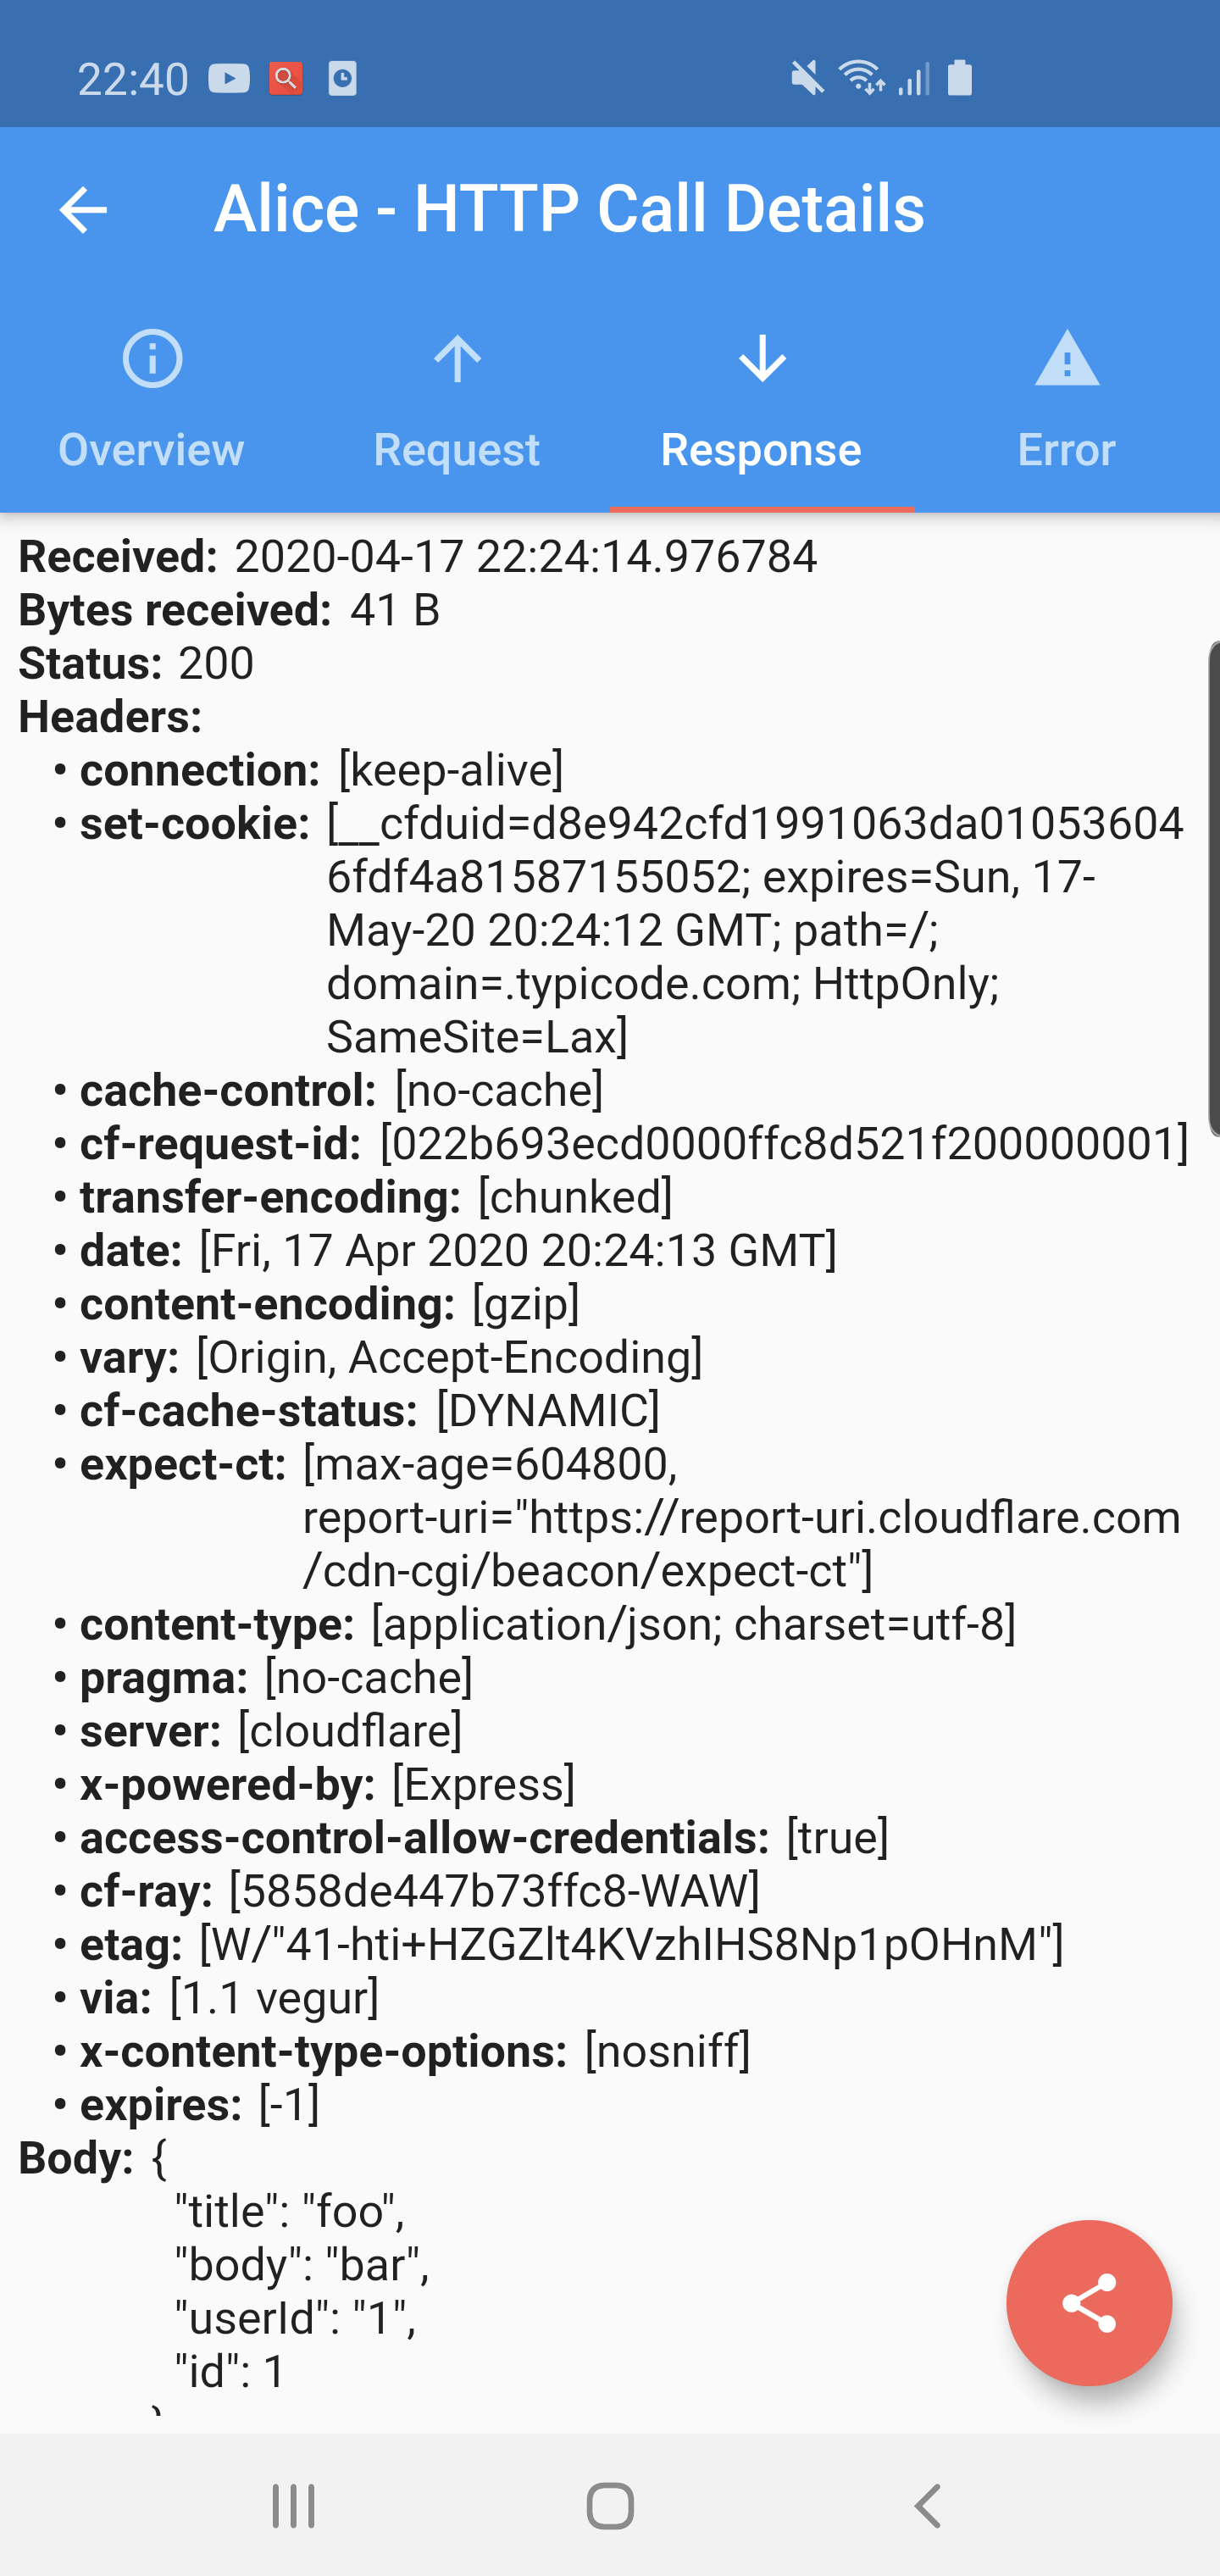 22:40
Alice - HTTP Call Details
Overview Request Response Error
Received: 2020-04-17 22:24:14.976784
Bytes received: 41 B
Status: 200
Headers:
• connection: [keep-alive]
• set-cookie: [__cfduid=d8e942cfd1991063da01053604
6fdf4a81587155052; expires=Sun, 17-
May-20 20:24:12 GMT; path=/;
domain=.typicode.com; HttpOnly;
SameSite=Lax]
• cache-control: [no-cache]
• cf-request-id: [022b693ecd0000ffc8d521f200000001]
• transfer-encoding: [chunked]
• date: [Fri, 17 Apr 2020 20:24:13 GMT]
• content-encoding: [gzip]
• vary: [Origin, Accept-Encoding]
• cf-cache-status: [DYNAMIC]
• expect-ct: [max-age=604800,
report-uri="https://report-uri.cloudflare.com
/cdn-cgi/beacon/expect-ct"]
• content-type: [application/json; charset=utf-8]
• pragma: [no-cache]
• server: [cloudflare]
• x-powered-by: [Express]
• access-control-allow-credentials: [true]
• cf-ray: [5858de447b73ffc8-WAW]
• etag: [W/"41-hti+HZGZlt4KVzhIHS8Np1pOHnM"]
• via: [1.1 vegur]
• x-content-type-options: [nosniff]
• expires: [-1]
Body: {
"title": "foo",
"body": "bar",
"userId": "1",
"id": 1
}